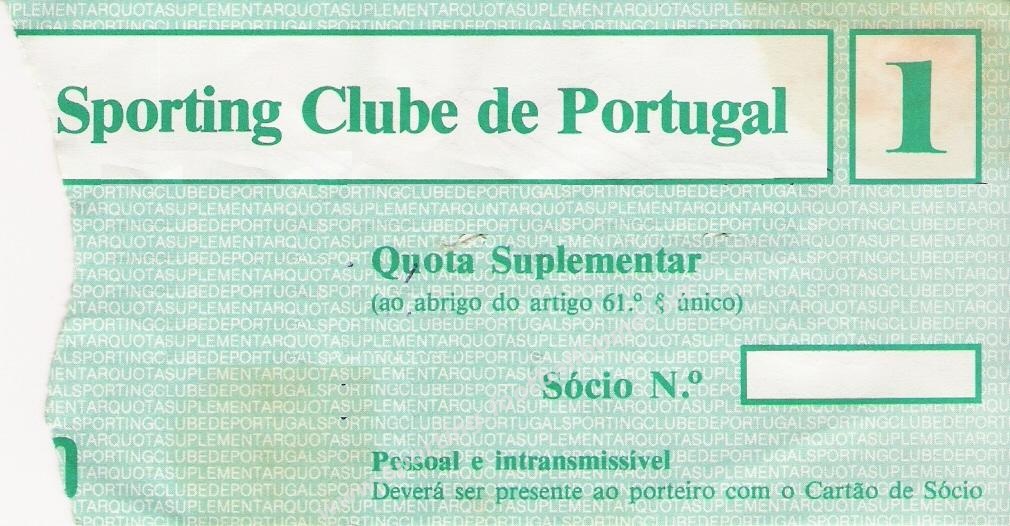 Sporting Clube de Portugal
1
Quota Suplementar
(ao abrigo do artigo 61.º § único)
Sócio N.º
Pessoal e intransmissível
Deverá ser presente ao porteiro com o Cartão de Sócio